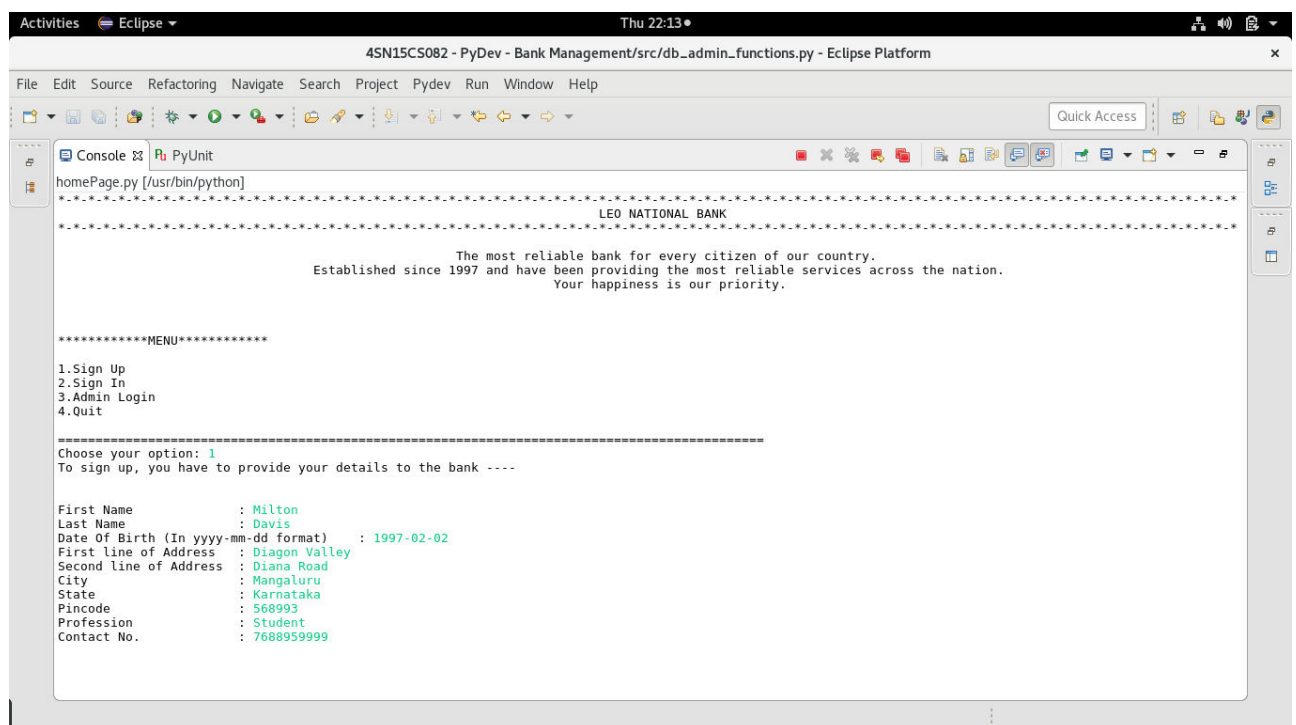 Activities Eclipse Thu 22:13
4SN15CS082 - PyDev - Bank Management/src/db_admin_functions.py - Eclipse Platform
File Edit Source Refactoring Navigate Search Project Pydev Run Window Help
Quick Access
Console PyUnit
homePage.py [/usr/bin/python]
*.*.*.*.*.*.*.*.*.*.*.*.*.*.*.*.*.*.*.*.*.*.*.*.*.*.*.*.*.*.*.*.*.*.*.*.*.*.*.*.*.*.*.*.*.*.*.*.*.*.*.*.*.*.*.*.*.*.*.*.*.*.*.*.*.*.*.*.*.*.*.*.*.*.*.*.*.*.*
LEO NATIONAL BANK
*.*.*.*.*.*.*.*.*.*.*.*.*.*.*.*.*.*.*.*.*.*.*.*.*.*.*.*.*.*.*.*.*.*.*.*.*.*.*.*.*.*.*.*.*.*.*.*.*.*.*.*.*.*.*.*.*.*.*.*.*.*.*.*.*.*.*.*.*.*.*.*.*.*.*.*.*.*.*
The most reliable bank for every citizen of our country.
Established since 1997 and have been providing the most reliable services across the nation.
Your happiness is our priority.
************MENU************
1.Sign Up
2.Sign In
3.Admin Login
4.Quit
==============================================================================================
Choose your option: 1
To sign up, you have to provide your details to the bank ----
First Name : Milton
Last Name : Davis
Date Of Birth (In yyyy-mm-dd format) : 1997-02-02
First line of Address : Diagon Valley
Second line of Address : Diana Road
City : Mangaluru
State : Karnataka
Pincode : 568993
Profession : Student
Contact No. : 7688959999